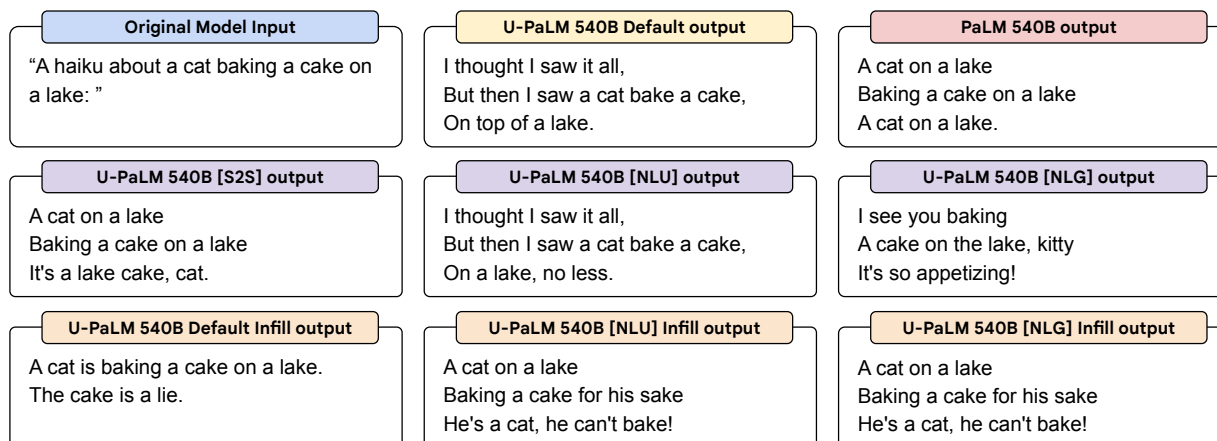 Original Model Input
“A haiku about a cat baking a cake on
a lake: ”
U-PaLM 540B Default output
I thought I saw it all,
But then I saw a cat bake a cake,
On top of a lake.
PaLM 540B output
A cat on a lake
Baking a cake on a lake
A cat on a lake.
U-PaLM 540B [S2S] output
A cat on a lake
Baking a cake on a lake
It's a lake cake, cat.
U-PaLM 540B [NLU] output
I thought I saw it all,
But then I saw a cat bake a cake,
On a lake, no less.
U-PaLM 540B [NLG] output
I see you baking
A cake on the lake, kitty
It's so appetizing!
U-PaLM 540B Default Infill output
A cat is baking a cake on a lake.
The cake is a lie.
U-PaLM 540B [NLU] Infill output
A cat on a lake
Baking a cake for his sake
He's a cat, he can't bake!
U-PaLM 540B [NLG] Infill output
A cat on a lake
Baking a cake for his sake
He's a cat, he can't bake!